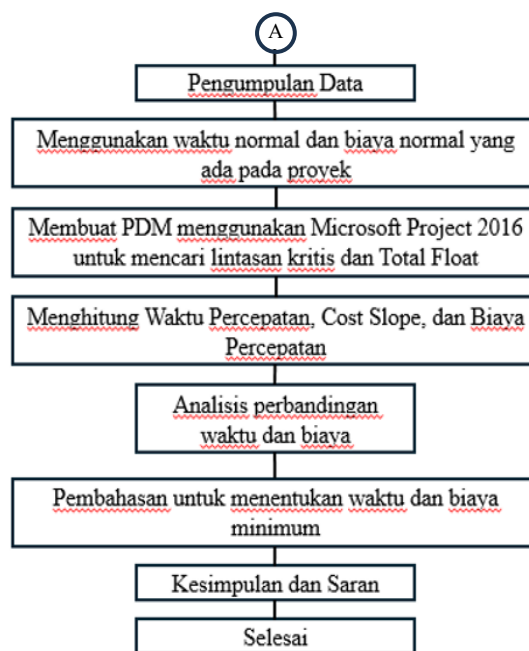 A
Pengumpulan Data
Menggunakan waktu normal dan biaya normal yang
ada pada proyek
Membuat PDM menggunakan Microsoft Project 2016
untuk mencari lintasan kritis dan Total Float
Menghitung Waktu Percepatan, Cost Slope, dan Biaya
Percepatan
Analisis perbandingan
waktu dan biaya
Pembahasan untuk menentukan waktu dan biaya
minimum
Kesimpulan dan Saran
Selesai